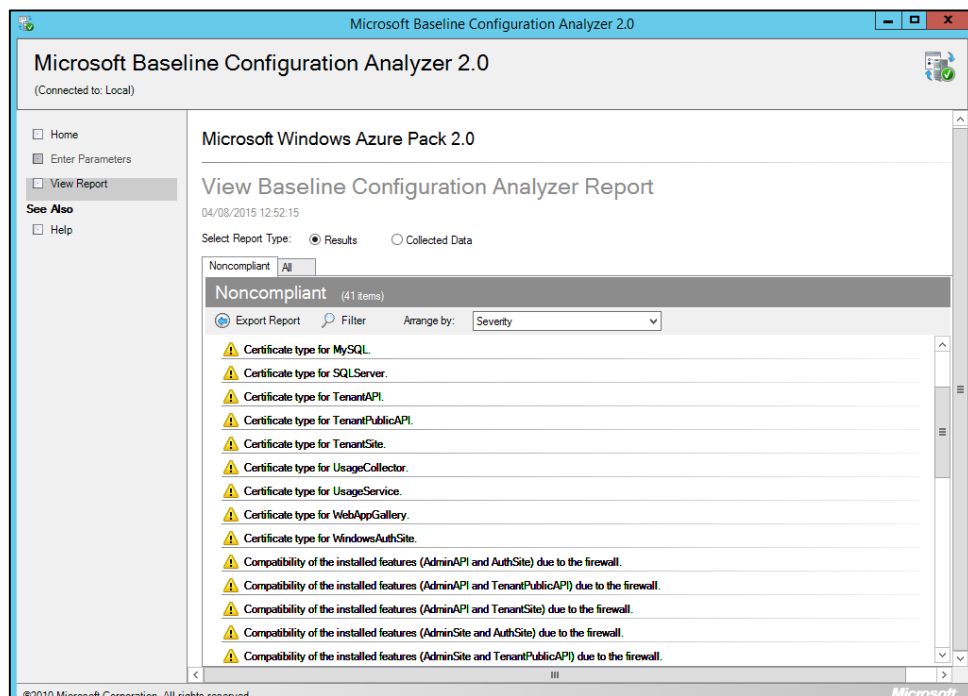 Microsoft Baseline Configuration Analyzer 2.0
Microsoft Baseline Configuration Analyzer 2.0
(Connected to: Local)
Home
Enter Parameters
View Report
See Also
Help
Microsoft Windows Azure Pack 2.0
View Baseline Configuration Analyzer Report
04/08/2015 12:52:15
Select Report Type: Results Collected Data
Noncompliant All
Noncompliant (41 items)
Export Report Filter Arrange by: Severity
Certificate type for MySQL.
Certificate type for SQLServer.
Certificate type for TenantAPI.
Certificate type for TenantPublicAPI.
Certificate type for TenantSite.
Certificate type for UsageCollector.
Certificate type for UsageService.
Certificate type for WebAppGallery.
Certificate type for WindowsAuthSite.
Compatibility of the installed features (AdminAPI and AuthSite) due to the firewall.
Compatibility of the installed features (AdminAPI and TenantPublicAPI) due to the firewall.
Compatibility of the installed features (AdminAPI and TenantSite) due to the firewall.
Compatibility of the installed features (AdminSite and AuthSite) due to the firewall.
Compatibility of the installed features (AdminSite and TenantPublicAPI) due to the firewall.
©2010 Microsoft Corporation. All rights reserved. Microsoft